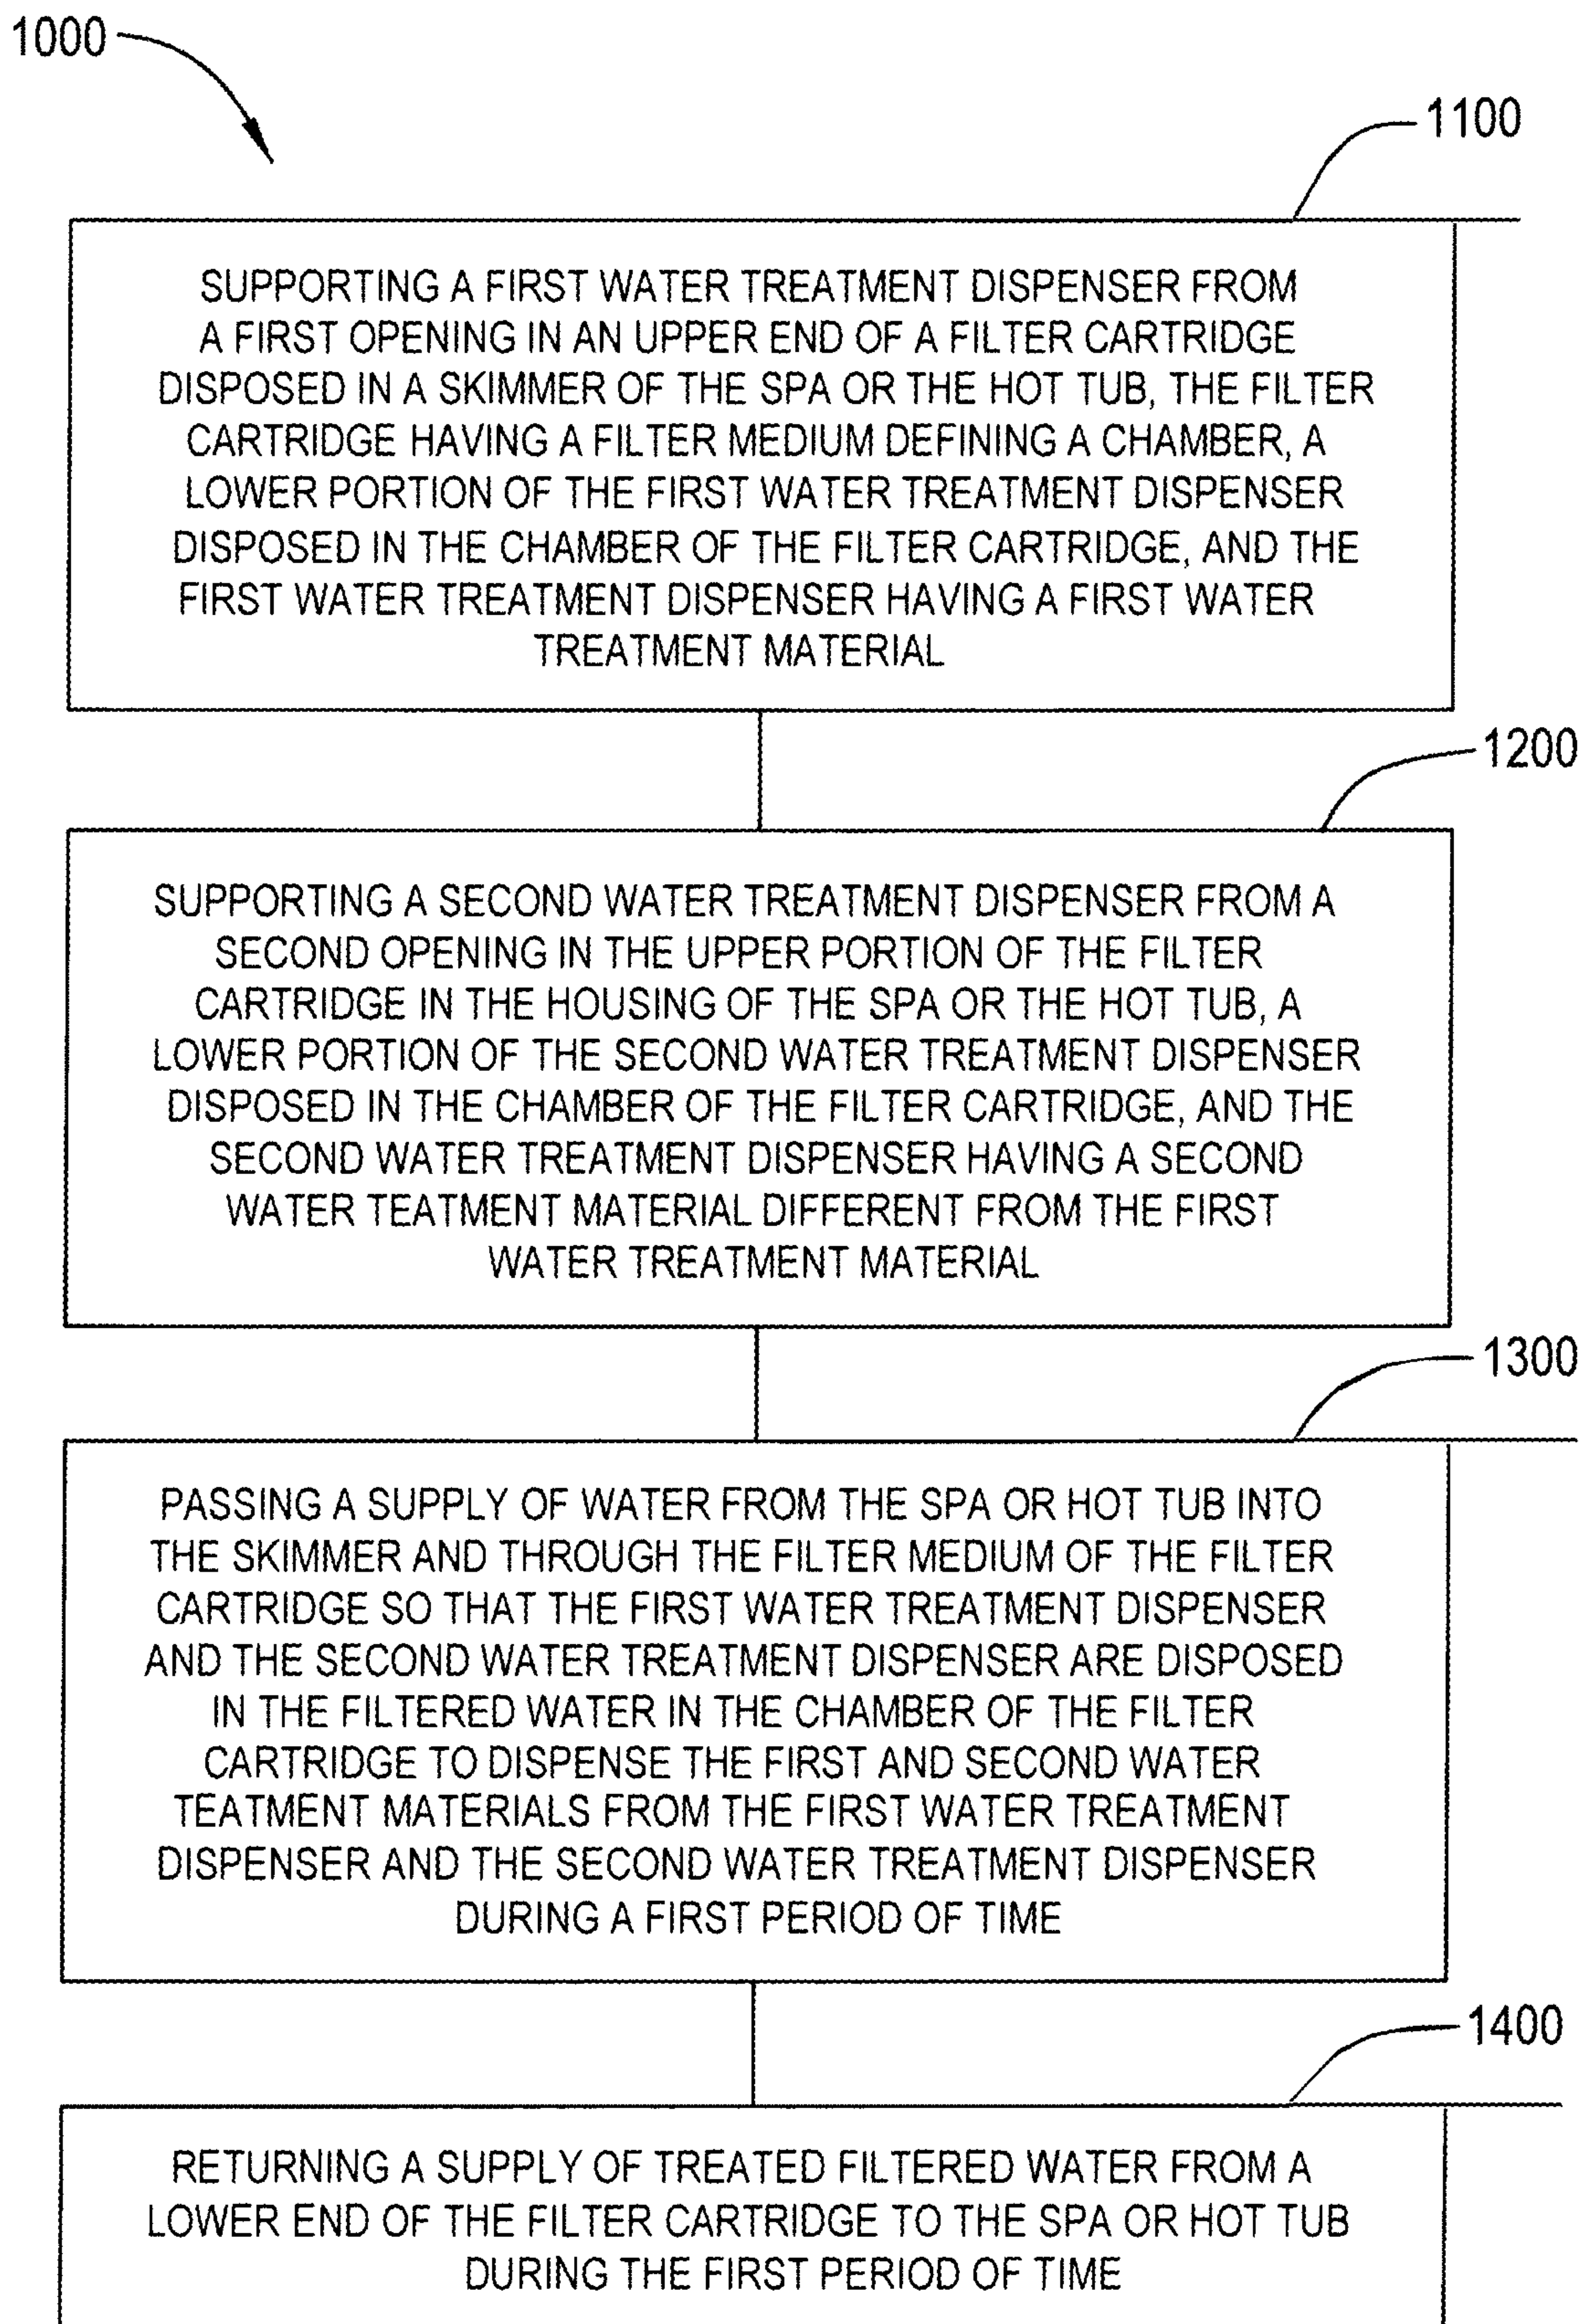 1000
1100
SUPPORTING A FIRST WATER TREATMENT DISPENSER FROM
A FIRST OPENING IN AN UPPER END OF A FILTER CARTRIDGE
DISPOSED IN A SKIMMER OF THE SPA OR THE HOT TUB, THE FILTER
CARTRIDGE HAVING A FILTER MEDIUM DEFINING A CHAMBER, A
LOWER PORTION OF THE FIRST WATER TREATMENT DISPENSER
DISPOSED IN THE CHAMBER OF THE FILTER CARTRIDGE, AND THE
FIRST WATER TREATMENT DISPENSER HAVING A FIRST WATER
TREATMENT MATERIAL
1200
SUPPORTING A SECOND WATER TREATMENT DISPENSER FROM A
SECOND OPENING IN THE UPPER PORTION OF THE FILTER
CARTRIDGE IN THE HOUSING OF THE SPA OR THE HOT TUB, A
LOWER PORTION OF THE SECOND WATER TREATMENT DISPENSER
DISPOSED IN THE CHAMBER OF THE FILTER CARTRIDGE, AND THE
SECOND WATER TREATMENT DISPENSER HAVING A SECOND
WATER TEATMENT MATERIAL DIFFERENT FROM THE FIRST
WATER TREATMENT MATERIAL
1300
PASSING A SUPPLY OF WATER FROM THE SPA OR HOT TUB INTO
THE SKIMMER AND THROUGH THE FILTER MEDIUM OF THE FILTER
CARTRIDGE SO THAT THE FIRST WATER TREATMENT DISPENSER
AND THE SECOND WATER TREATMENT DISPENSER ARE DISPOSED
IN THE FILTERED WATER IN THE CHAMBER OF THE FILTER
CARTRIDGE TO DISPENSE THE FIRST AND SECOND WATER
TEATMENT MATERIALS FROM THE FIRST WATER TREATMENT
DISPENSER AND THE SECOND WATER TREATMENT DISPENSER
DURING A FIRST PERIOD OF TIME
1400
RETURNING A SUPPLY OF TREATED FILTERED WATER FROM A
LOWER END OF THE FILTER CARTRIDGE TO THE SPA OR HOT TUB
DURING THE FIRST PERIOD OF TIME